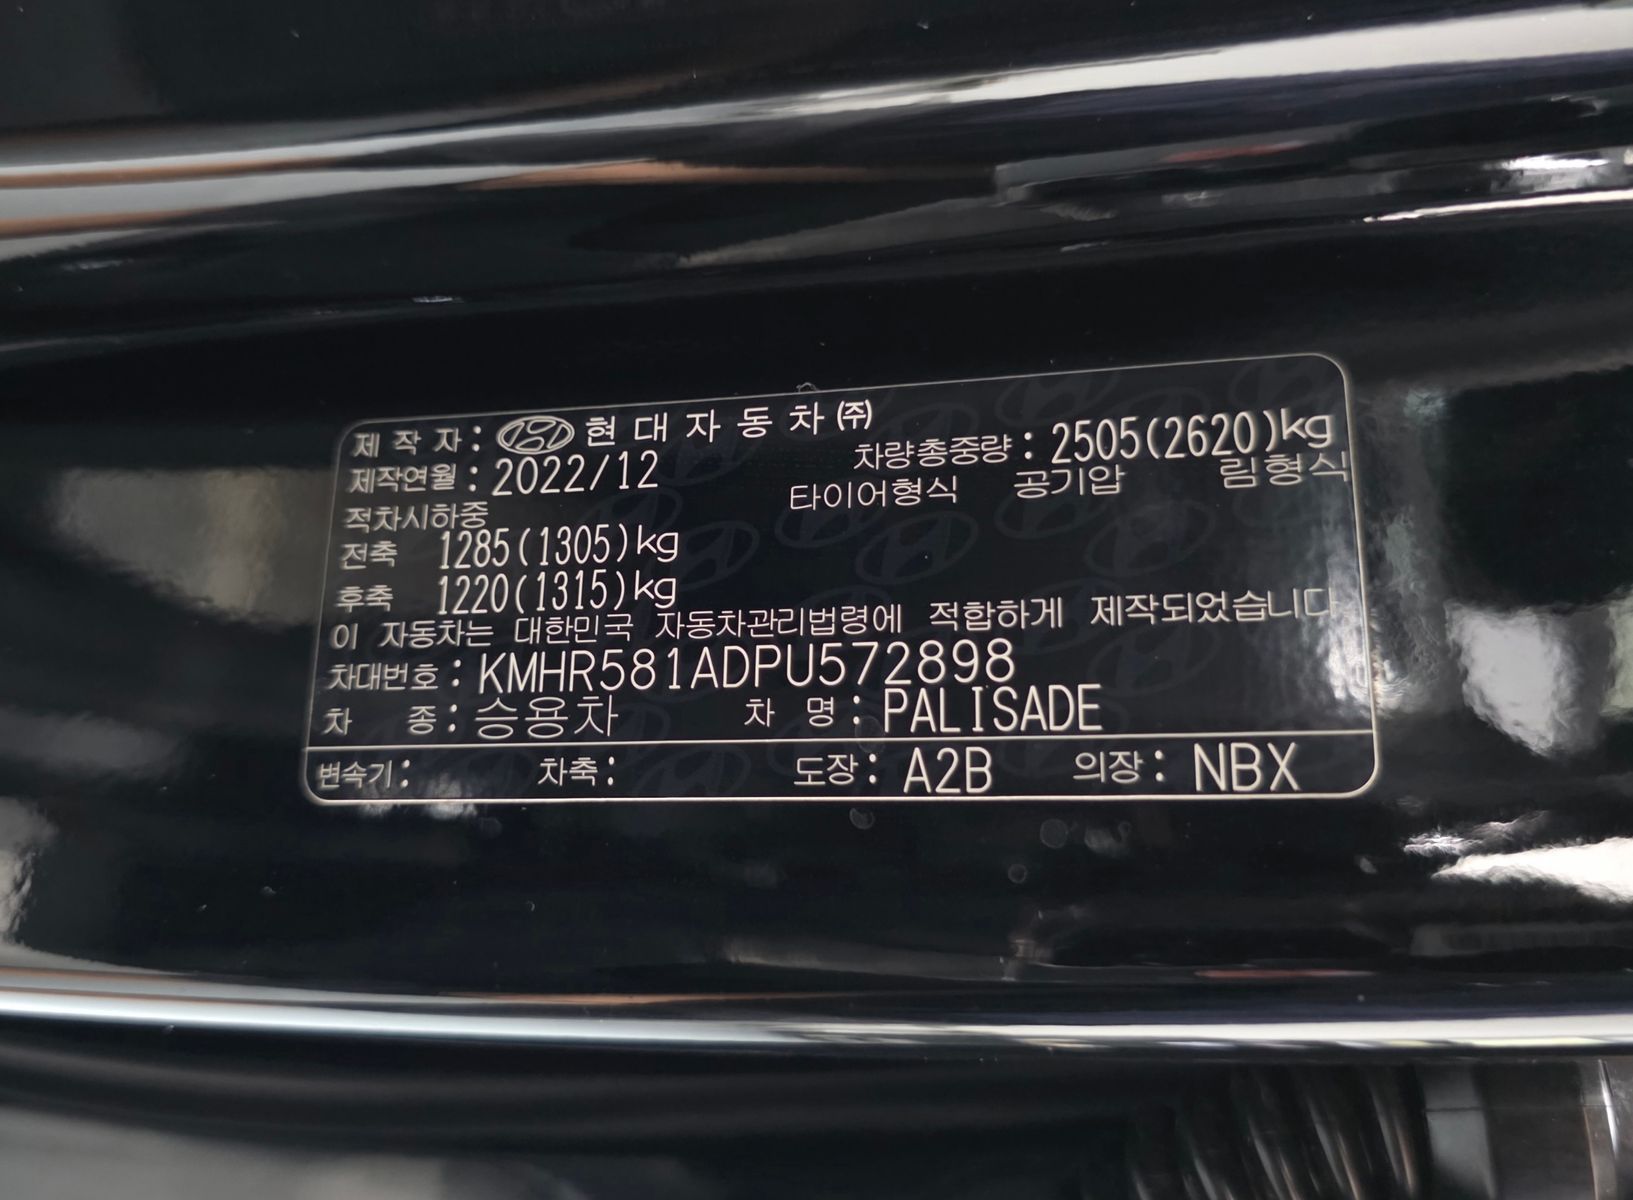 제 작 자 : 현 대 자 동 차 ㈜
제작연월 : 2022/12 차량총중량 : 2505(2620)kg
적차시하중 타이어형식 공기압 림형식
전축 1285(1305)kg
후축 1220(1315)kg
이 자동차는 대한민국 자동차관리법령에 적합하게 제작되었습니다.
차대번호 : KMHR581ADPU572898
차 종 : 승용차 차 명 : PALISADE
변속기 : 차축 : 도장 : A2B 의장 : NBX